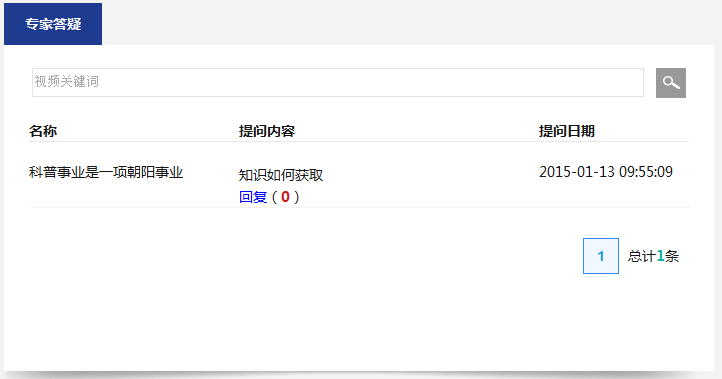 专家答疑
视频关键词
名称 提问内容 提问日期
科普事业是一项朝阳事业 知识如何获取 2015-01-13 09:55:09
回复（0）
1 总计1条